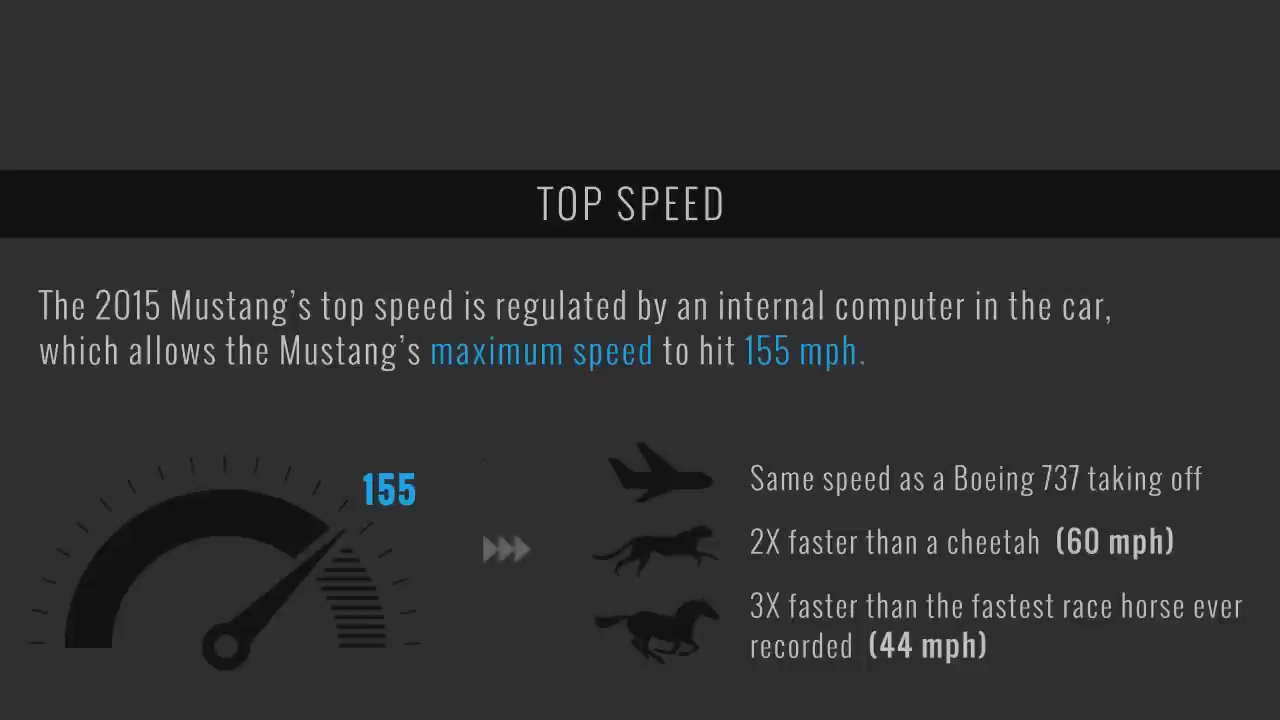 TOP SPEED
The 2015 Mustang's top speed is regulated by an internal computer in the car,
which allows the Mustang's maximum speed to hit 155 mph.
155
Same speed as a Boeing 737 taking off
2X faster than a cheetah (60 mph)
3X faster than the fastest race horse ever
recorded (44 mph)